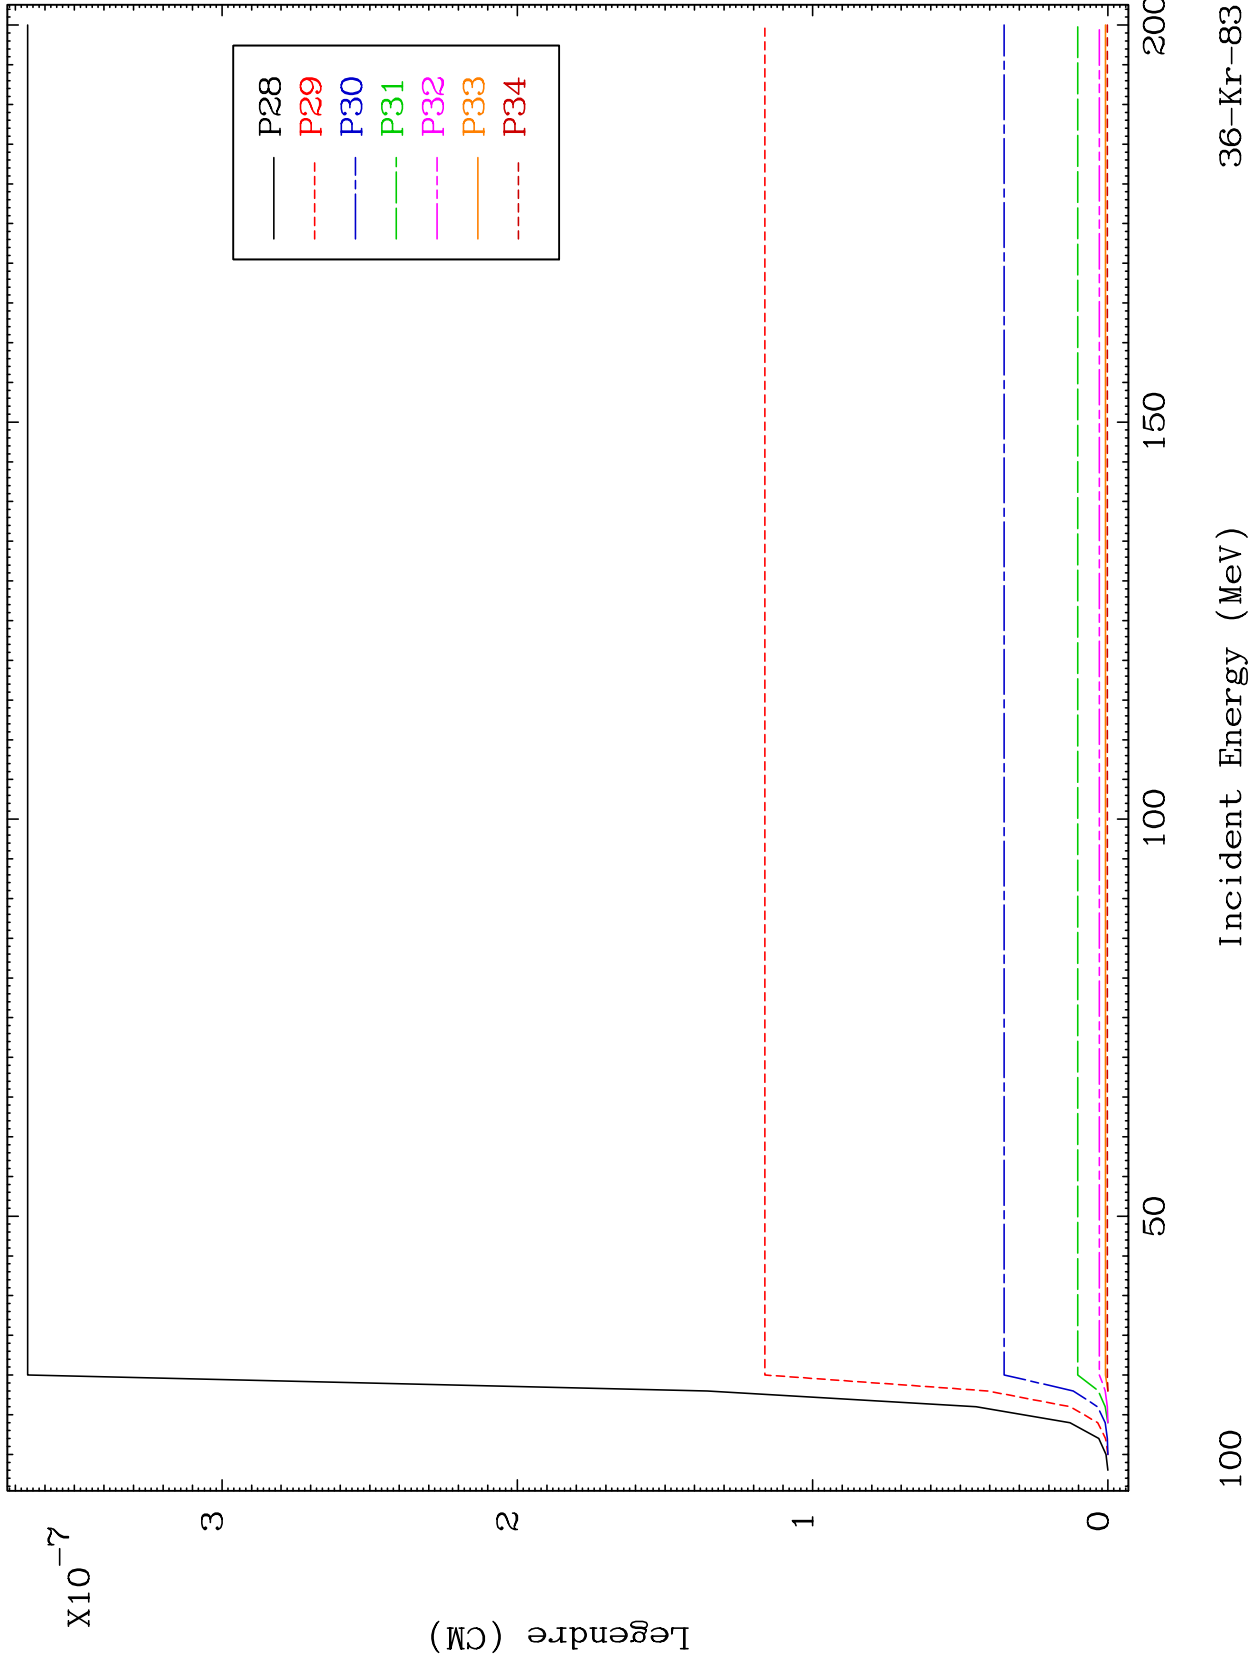 X10-7
Legendre (CM)
3
2
1
0
P28
P29
P30
P31
P32
P33
P34
50
100
150
200
Incident Energy (MeV)
100
36-Kr-83